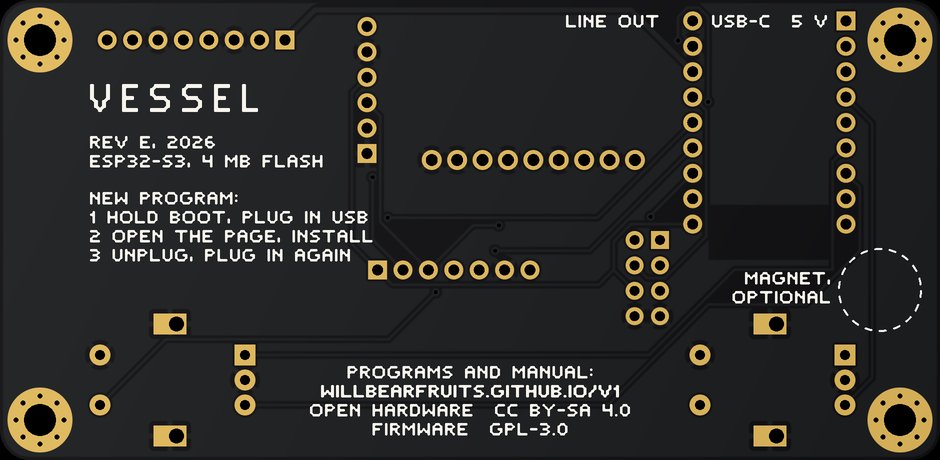 LINE OUT
USB-C 5 V
VESSEL
REV E, 2026
ESP32-S3, 4 MB FLASH
NEW PROGRAM:
1 HOLD BOOT, PLUG IN USB
2 OPEN THE PAGE, INSTALL
3 UNPLUG, PLUG IN AGAIN
MAGNET,
OPTIONAL
PROGRAMS AND MANUAL:
WILLBEARFRUITS.GITHUB.IO/V1
OPEN HARDWARE CC BY-SA 4.0
FIRMWARE GPL-3.0